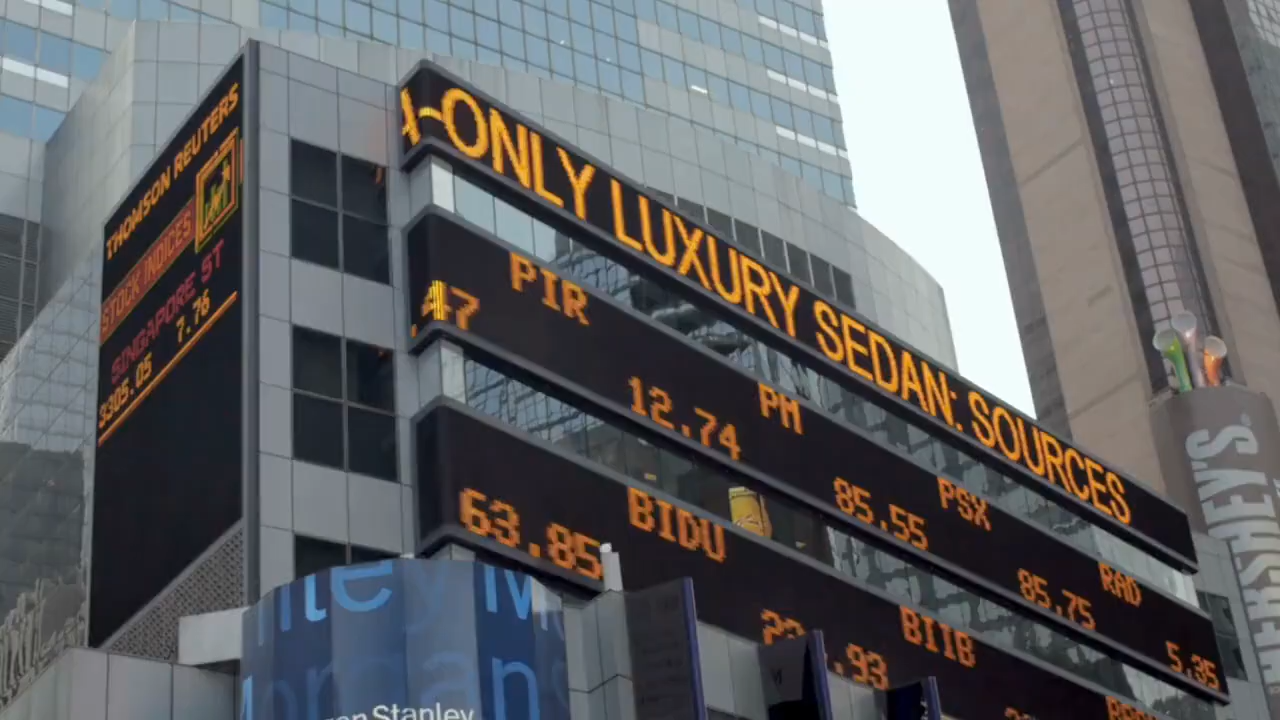 THOMSON REUTERS
STOCK INDICES
SINGAPORE ST
3305.05 7.76
-ONLY LUXURY SEDAN: SOURCES
PIR PM PSX RAD
.47 12.74 85.55 85.75 5.35
BIDU BIIB
63.85 .93
HERSHEY'S
Stanley